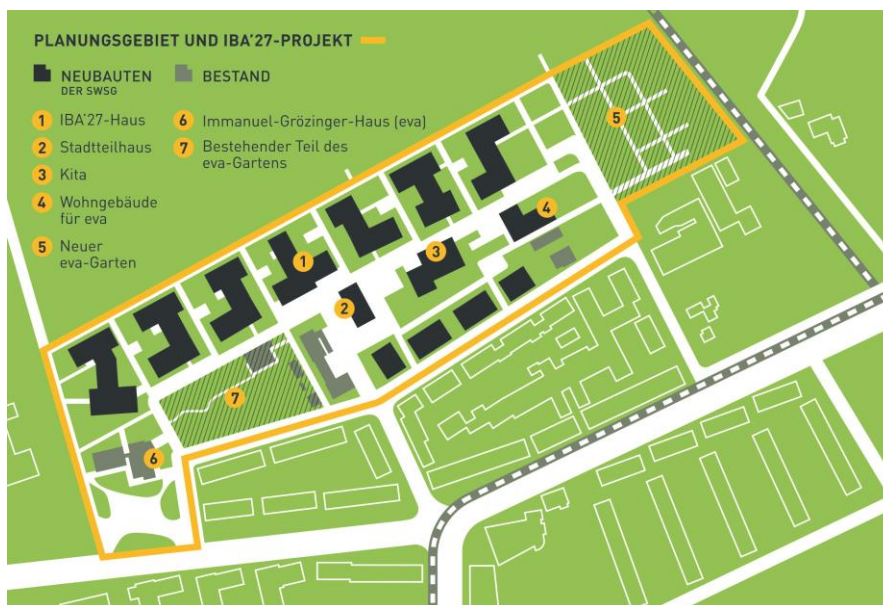 PLANUNGSGEBIET UND IBA'27-PROJEKT
NEUBAUTEN
DER SWSG
BESTAND
1 IBA'27-Haus
2 Stadtteilhaus
3 Kita
4 Wohngebäude
für eva
5 Neuer
eva-Garten
6 Immanuel-Grözinger-Haus (eva)
7 Bestehender Teil des
eva-Gartens
5
4
3
1
2
7
6